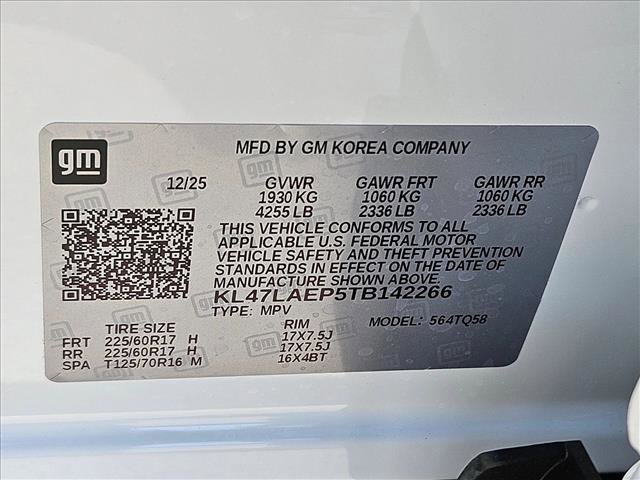 gm
MFD BY GM KOREA COMPANY
12/25 GVWR GAWR FRT GAWR RR
1930 KG 1060 KG 1060 KG
4255 LB 2336 LB 2336 LB
THIS VEHICLE CONFORMS TO ALL
APPLICABLE U.S. FEDERAL MOTOR
VEHICLE SAFETY AND THEFT PREVENTION
STANDARDS IN EFFECT ON THE DATE OF
MANUFACTURE SHOWN ABOVE.
KL47LAEP5TB142266
TYPE: MPV MODEL: 564TQ58
TIRE SIZE RIM
FRT 225/60R17 H 17X7.5J
RR 225/60R17 H 17X7.5J
SPA T125/70R16 M 16X4BT